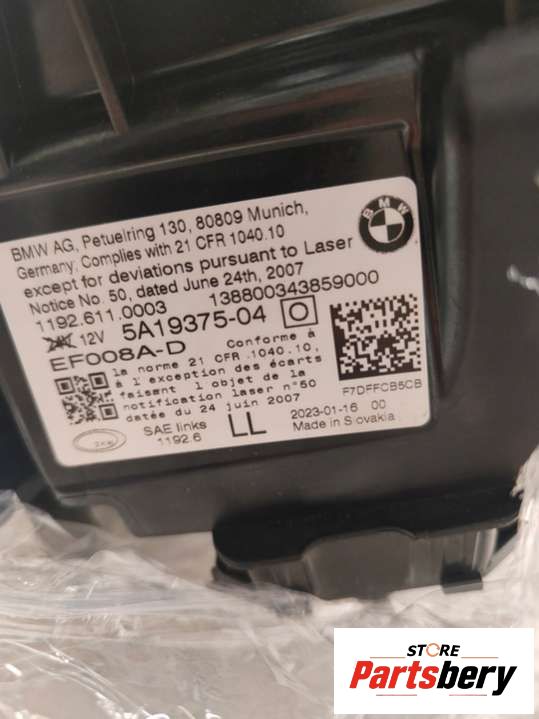 BMW AG, Petuelring 130, 80809 Munich,
Germany; Complies with 21 CFR 1040.10
except for deviations pursuant to Laser
Notice No. 50, dated June 24th, 2007
1192.611.0003 138800343859000
12V 5A19375-04
EF008A-D
la norme 21 CFR .1040.10,
à l'exception des écarts
faisant l'objet de la
notification laser n°50
datée du 24 juin 2007
BMW
F7DFFCB5CB
SAE links
1192.6
LL
2023-01-16 00
Made in Slovakia
STORE
Partsbery